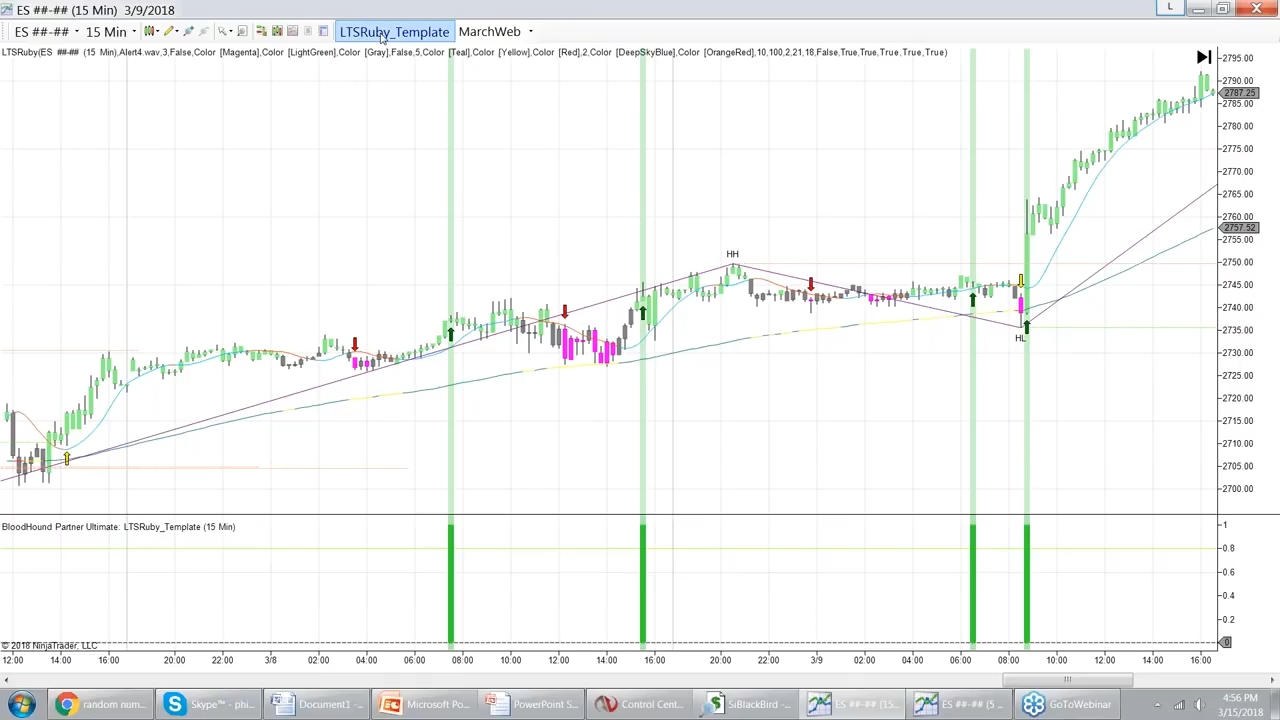 ES ##-## (15 Min) 3/9/2018
L
ES ##-## 15 Min LTSRuby_Template MarchWeb
LTSRuby(ES ##-## (15 Min),Alert4.wav,3,False,Color [Magenta],Color [LightGreen],Color [Gray],False,5,Color [Teal],Color [Yellow],Color [Red],2,Color [DeepSkyBlue],Color [OrangeRed],10,100,2,21,18,False,True,True,True,True,True)
2795.00
2790.00
2787.25
2785.00
2780.00
2775.00
2770.00
2765.00
2760.00
2757.52
2755.00
HH
2750.00
2745.00
2740.00
2735.00
HL
2730.00
2725.00
2720.00
2715.00
2710.00
2705.00
2700.00
BloodHound Partner Ultimate: LTSRuby_Template (15 Min)
1
0.8
0.6
0.4
0.2
0
© 2018 NinjaTrader, LLC
12:00 14:00 16:00 20:00 22:00 3/8 02:00 04:00 06:00 08:00 10:00 12:00 14:00 16:00 20:00 22:00 3/9 02:00 04:00 06:00 08:00 10:00 12:00 14:00 16:00
random num... Skype™ - phi... Document1 -... Microsoft Po... PowerPoint S... Control Cent... SiBlackBird -... ES ##-## (15... ES ##-## (5 ... GoToWebinar
4:56 PM
3/15/2018